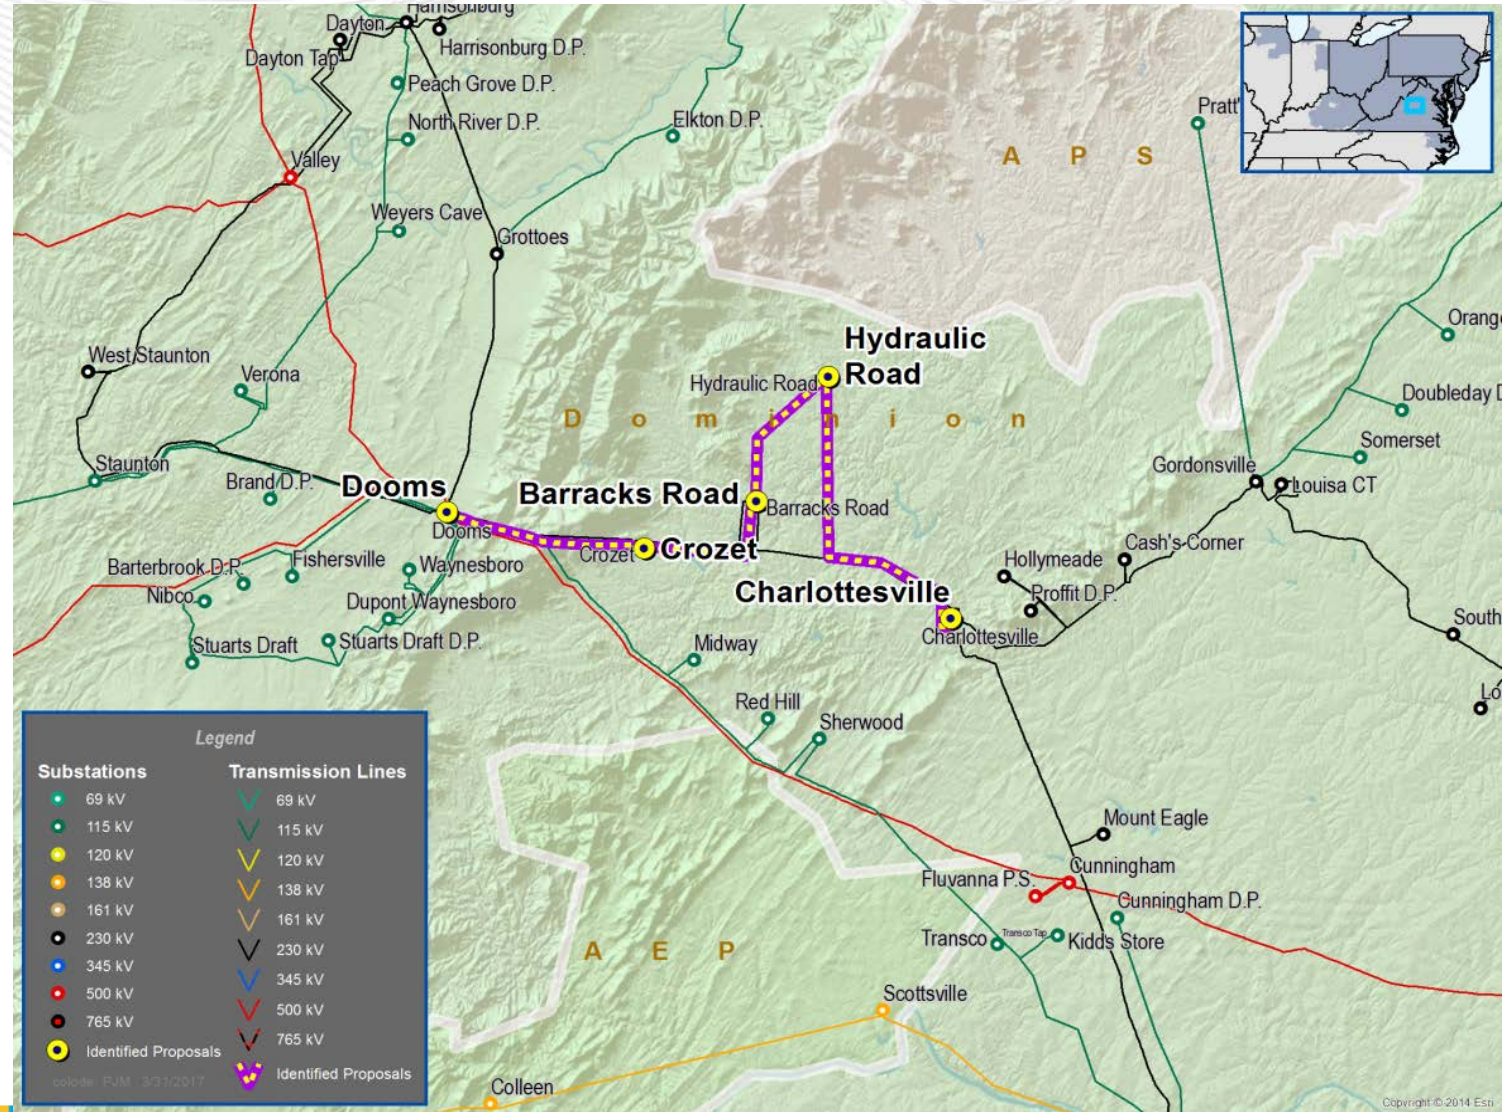 Harrisonburg
Dayton
Harrisonburg D.P.
Dayton Tap
Peach Grove D.P.
North River D.P.
Elkton D.P.
Pratt'
A P S
Valley
Weyers Cave
Grottoes
Orang
Hydraulic
Road
West Staunton
Verona
Hydraulic Road
Doubleday D
D o m i n i o n
Somerset
Staunton
Gordonsville
Louisa CT
Brand D.P.
Dooms
Barracks Road
Barracks Road
Dooms
Crozet
Crozet
Cash's Corner
Hollymeade
Fishersville
Waynesboro
Barterbrook D.P.
Charlottesville
Proffit D.P.
Nibco
Dupont Waynesboro
South
Charlottesville
Stuarts Draft
Stuarts Draft D.P.
Midway
Lo
Red Hill
Sherwood
Legend
Substations
69 kV
115 kV
120 kV
138 kV
161 kV
230 kV
345 kV
500 kV
765 kV
Identified Proposals
Transmission Lines
69 kV
115 kV
120 kV
138 kV
161 kV
230 kV
345 kV
500 kV
765 kV
Identified Proposals
PJM 3/31/2017
Mount Eagle
Cunningham
Fluvanna P.S.
Cunningham D.P.
Transco
Transco Tap
Kidds Store
A E P
Scottsville
Colleen
Copyright © 2014 Esri